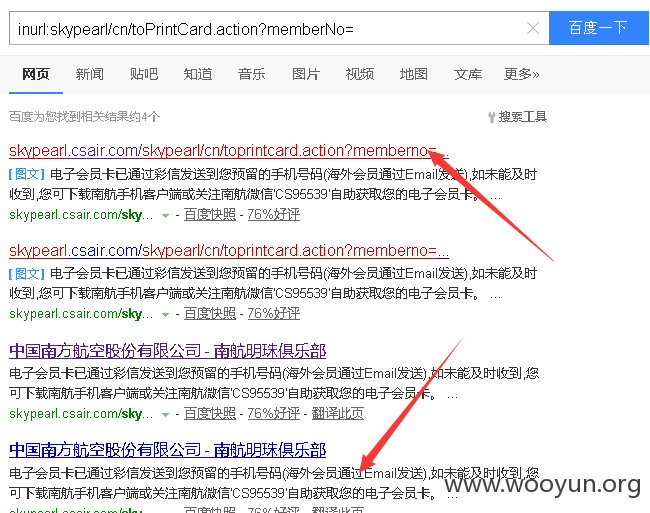 inurl:skypearl/cn/toPrintCard.action?memberNo=
百度一下
网页 新闻 贴吧 知道 音乐 图片 视频 地图 文库 更多»
百度为您找到相关结果约4个 搜索工具
skypearl.csair.com/skypearl/cn/toprintcard.action?memberno=...
[图文] 电子会员卡已通过彩信发送到您预留的手机号码(海外会员通过Email发送),如未能及时
收到,您可下载南航手机客户端或关注南航微信'CS95539'自助获取您的电子会员卡。 ...
skypearl.csair.com/sky... - 百度快照 - 76%好评
skypearl.csair.com/skypearl/cn/toprintcard.action?memberno=...
[图文] 电子会员卡已通过彩信发送到您预留的手机号码(海外会员通过Email发送),如未能及时
收到,您可下载南航手机客户端或关注南航微信'CS95539'自助获取您的电子会员卡。 ...
skypearl.csair.com/sky... - 百度快照 - 76%好评
中国南方航空股份有限公司 - 南航明珠俱乐部
电子会员卡已通过彩信发送到您预留的手机号码(海外会员通过Email发送),如未能及时收到,您
可下载南航手机客户端或关注南航微信'CS95539'自助获取您的电子会员卡。 ...
skypearl.csair.com/sky... - 百度快照 - 76%好评 - 翻译此页
中国南方航空股份有限公司 - 南航明珠俱乐部
电子会员卡已通过彩信发送到您预留的手机号码(海外会员通过Email发送),如未能及时收到,您
可下载南航手机客户端或关注南航微信'CS95539'自助获取您的电子会员卡。 ...
www.wooyun.org
skypearl.csair.com/sky... - 百度快照 - 76%好评 - 翻译此页